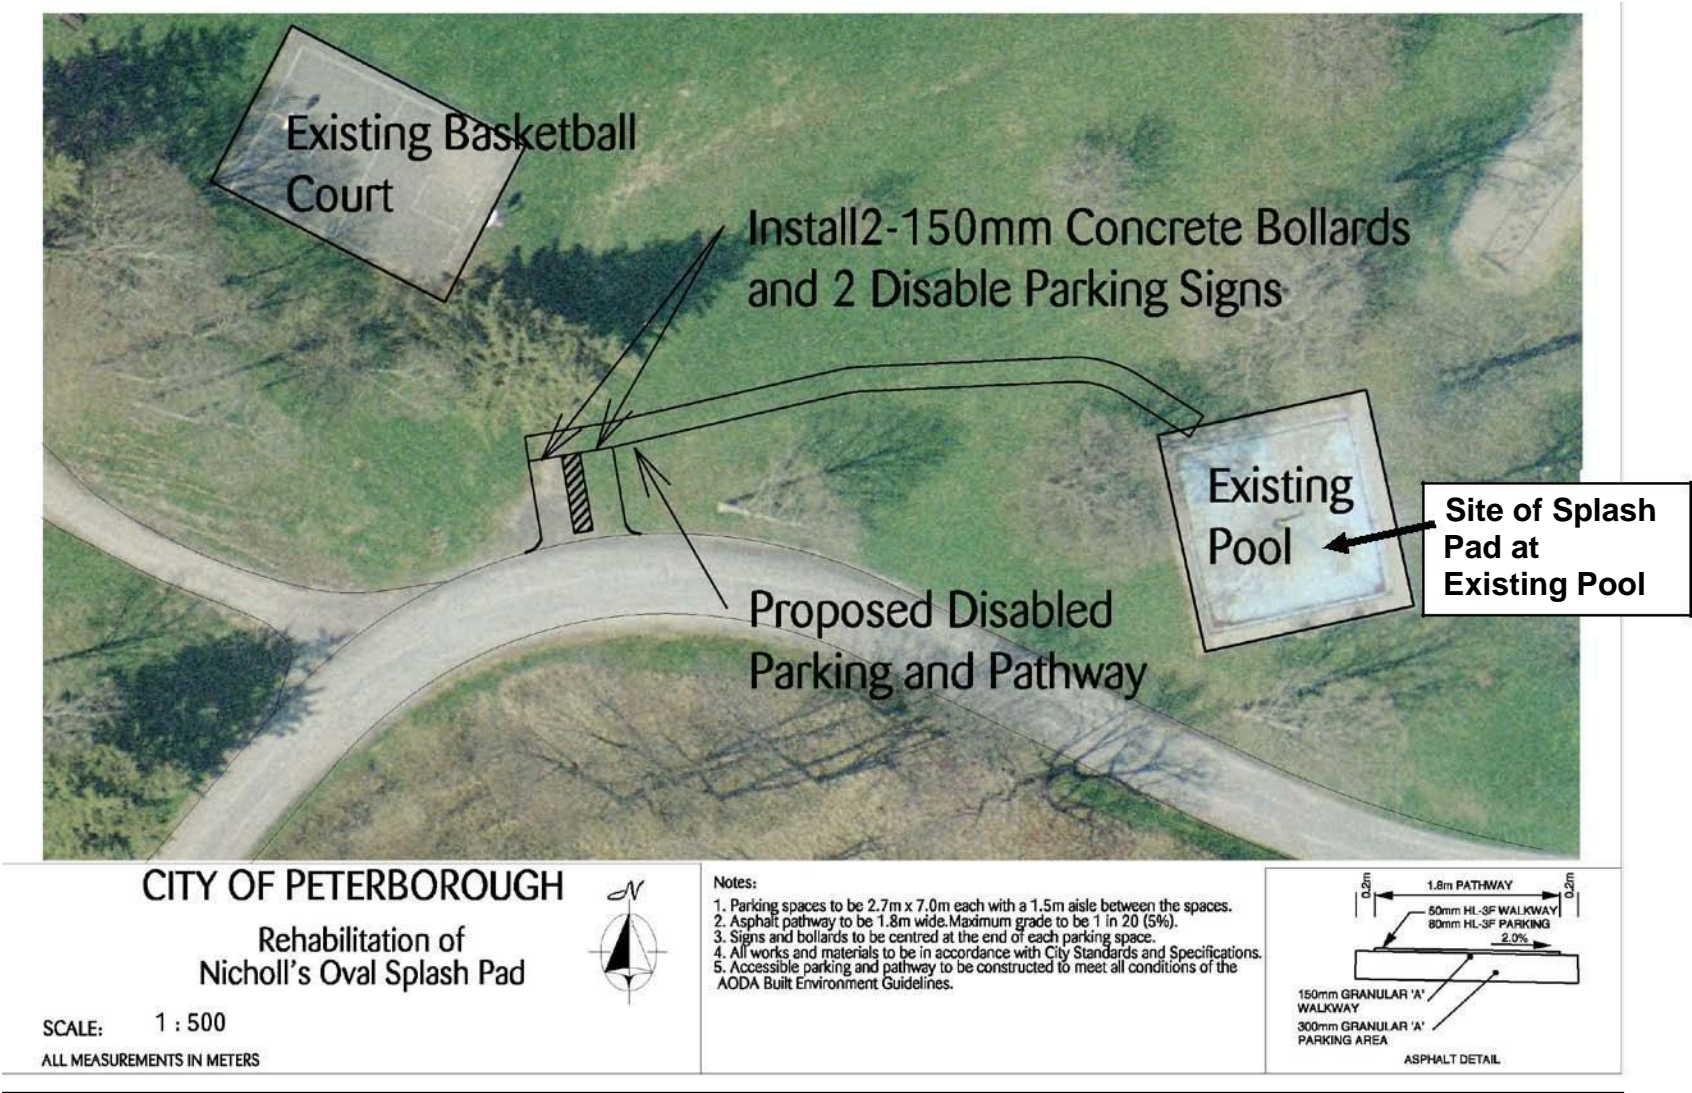 Existing Basketball
Court
Install2-150mm Concrete Bollards
and 2 Disable Parking Signs
Existing
Pool
Site of Splash
Pad at
Existing Pool
Proposed Disabled
Parking and Pathway
CITY OF PETERBOROUGH
Rehabilitation of
Nicholl's Oval Splash Pad
SCALE: 1 : 500
ALL MEASUREMENTS IN METERS
N
Notes:
1. Parking spaces to be 2.7m x 7.0m each with a 1.5m aisle between the spaces.
2. Asphalt pathway to be 1.8m wide.Maximum grade to be 1 in 20 (5%).
3. Signs and bollards to be centred at the end of each parking space.
4. All works and materials to be in accordance with City Standards and Specifications.
5. Accessible parking and pathway to be constructed to meet all conditions of the
AODA Built Environment Guidelines.
0.2m
1.8m PATHWAY
0.2m
50mm HL-3F WALKWAY
80mm HL-3F PARKING
2.0%
150mm GRANULAR 'A'
WALKWAY
300mm GRANULAR 'A'
PARKING AREA
ASPHALT DETAIL